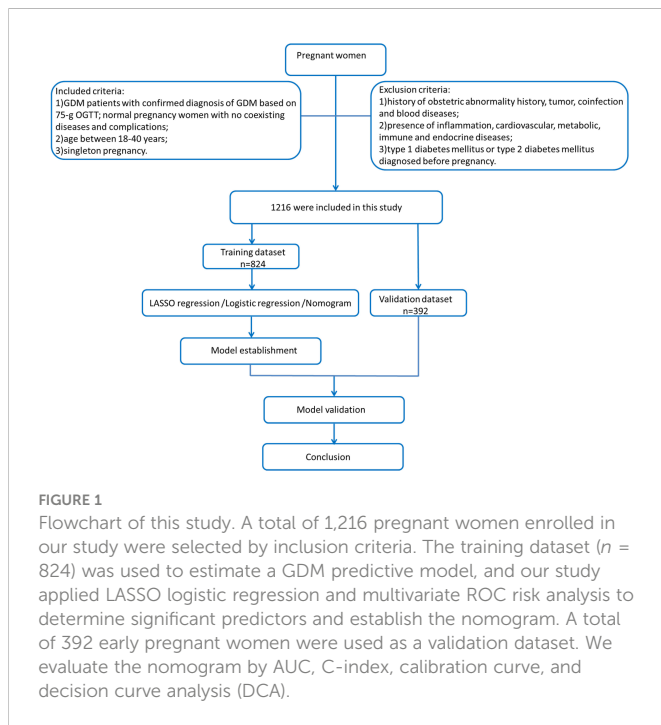 Pregnant women
Included criteria:
1)GDM patients with confirmed diagnosis of GDM based on
75-g OGTT; normal pregnancy women with no coexisting
diseases and complications;
2)age between 18-40 years;
3)singleton pregnancy.
Exclusion criteria:
1)history of obstetric abnormality history, tumor, coinfection
and blood diseases;
2)presence of inflammation, cardiovascular, metabolic,
immune and endocrine diseases;
3)type 1 diabetes mellitus or type 2 diabetes mellitus
diagnosed before pregnancy.
1216 were included in this study
Training dataset
n=824
LASSO regression /Logistic regression /Nomogram
Validation dataset
n=392
Model establishment
Model validation
Conclusion
FIGURE 1
Flowchart of this study. A total of 1,216 pregnant women enrolled in
our study were selected by inclusion criteria. The training dataset (n =
824) was used to estimate a GDM predictive model, and our study
applied LASSO logistic regression and multivariate ROC risk analysis to
determine significant predictors and establish the nomogram. A total
of 392 early pregnant women were used as a validation dataset. We
evaluate the nomogram by AUC, C-index, calibration curve, and
decision curve analysis (DCA).